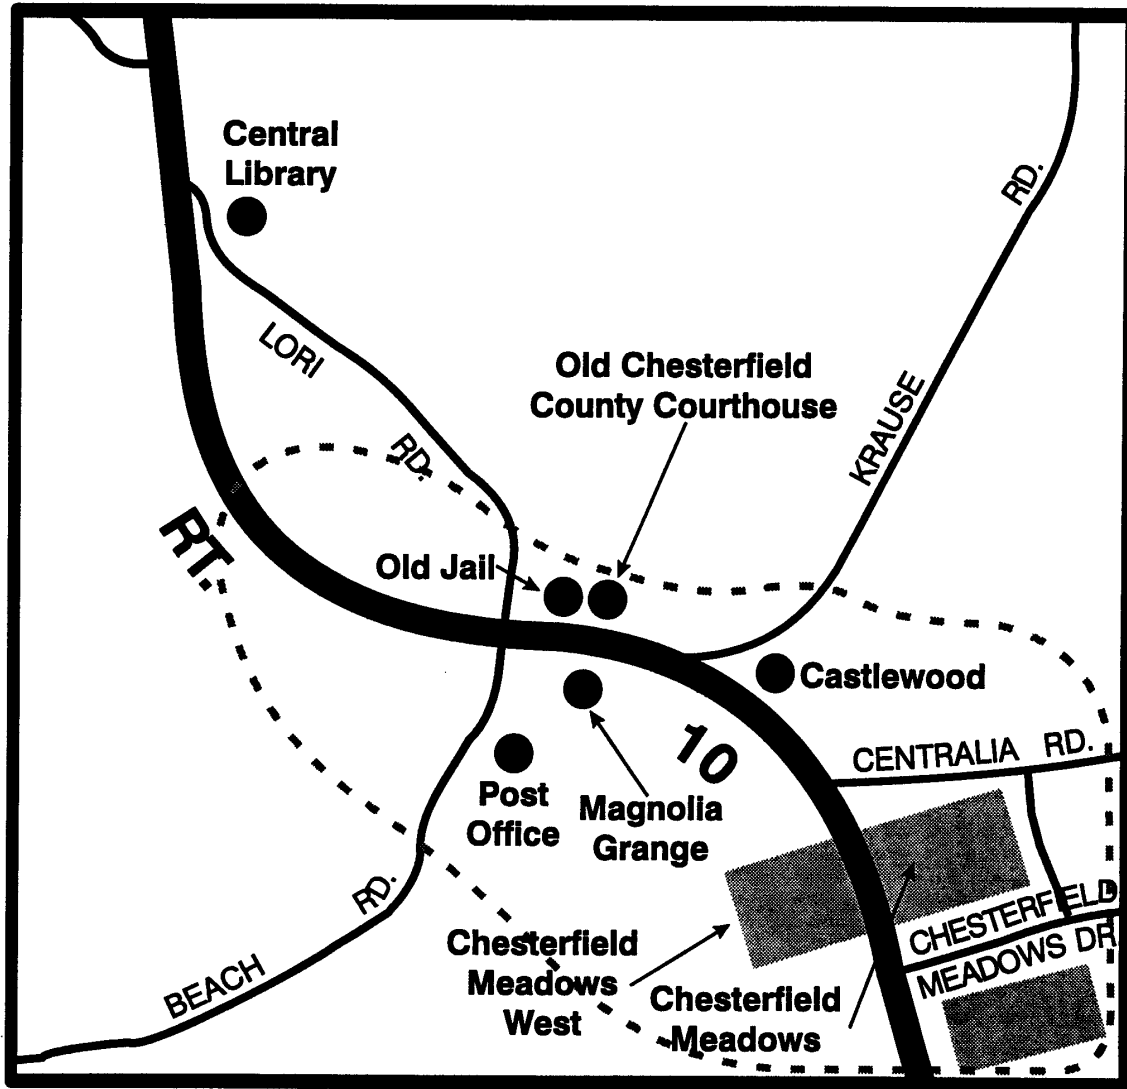 Central
Library
RD.
LORI
RD.
Old Chesterfield
County Courthouse
KRAUSE
RT.
Old Jail
Castlewood
10
CENTRALIA RD.
Post
Office
Magnolia
Grange
RD.
BEACH
Chesterfield
Meadows
West
Chesterfield
Meadows
CHESTERFIELD
MEADOWS DR